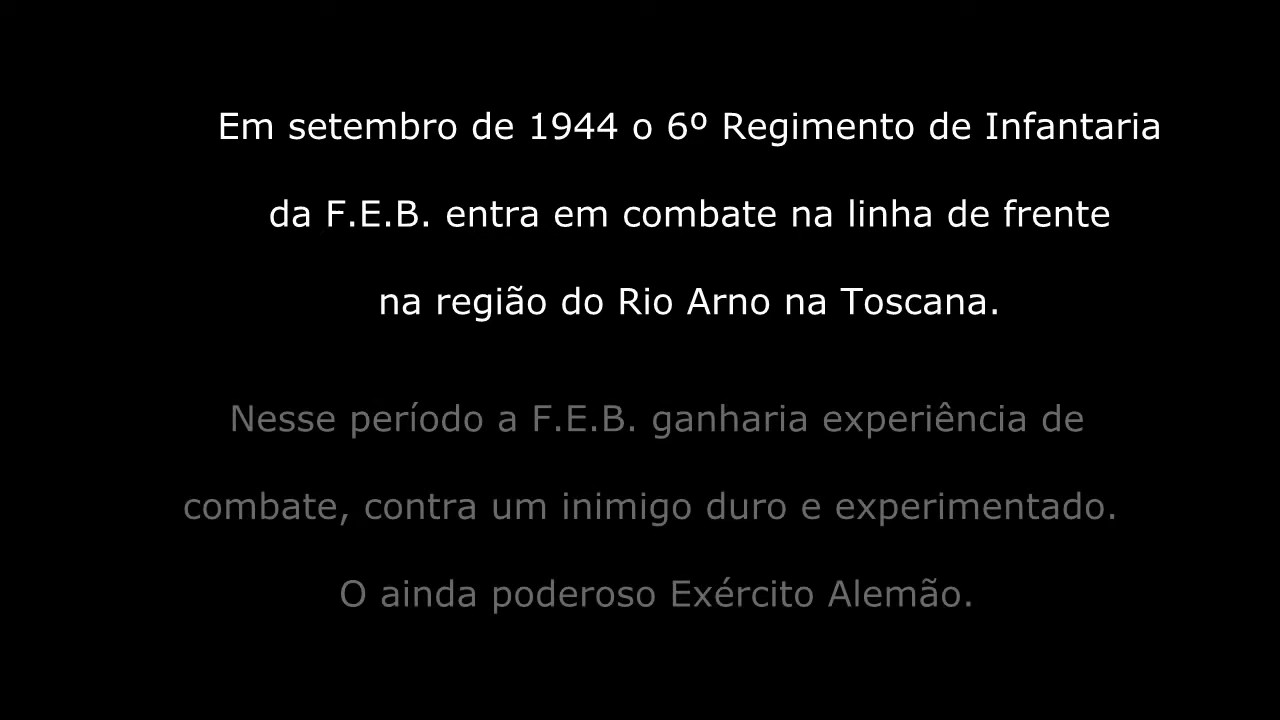 Em setembro de 1944 o 6º Regimento de Infantaria
da F.E.B. entra em combate na linha de frente
na região do Rio Arno na Toscana.
Nesse período a F.E.B. ganharia experiência de
combate, contra um inimigo duro e experimentado.
O ainda poderoso Exército Alemão.